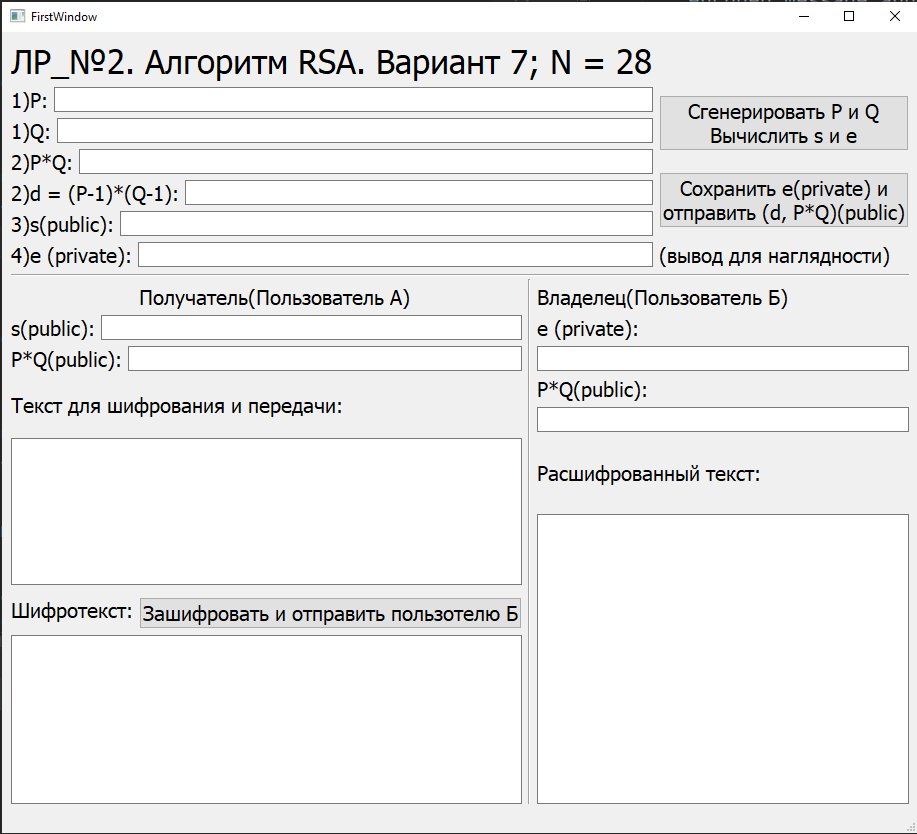 FirstWindow
ЛР_№2. Алгоритм RSA. Вариант 7; N = 28
1)P:
1)Q:
2)P*Q:
2)d = (P-1)*(Q-1):
3)s(public):
4)e (private):
Сгенерировать P и Q
Вычислить s и e
Сохранить e(private) и
отправить (d, P*Q)(public)
(вывод для наглядности)
Получатель(Пользователь А)
s(public):
P*Q(public):
Текст для шифрования и передачи:
Шифротекст:
Зашифровать и отправить пользотелю Б
Владелец(Пользователь Б)
e (private):
P*Q(public):
Расшифрованный текст: